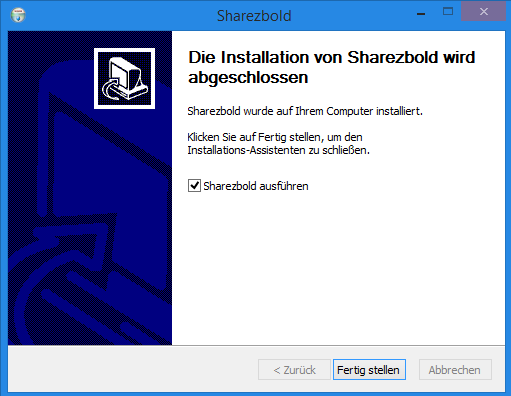 Sharezbold
Die Installation von Sharezbold wird
abgeschlossen
Sharezbold wurde auf Ihrem Computer installiert.
Klicken Sie auf Fertig stellen, um den
Installations-Assistenten zu schließen.
Sharezbold ausführen
< Zurück
Fertig stellen
Abbrechen